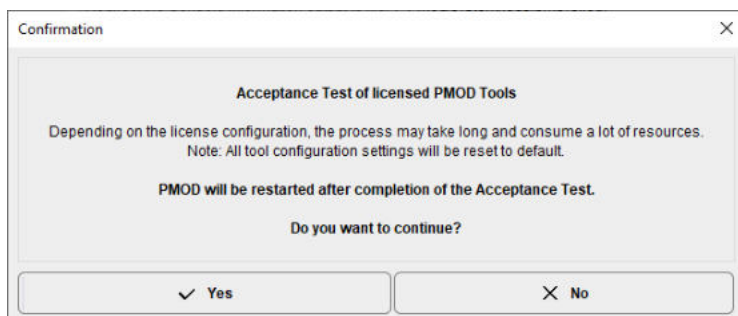 Confirmation
Acceptance Test of licensed PMOD Tools
Depending on the license configuration, the process may take long and consume a lot of resources.
Note: All tool configuration settings will be reset to default.
PMOD will be restarted after completion of the Acceptance Test.
Do you want to continue?
Yes
No